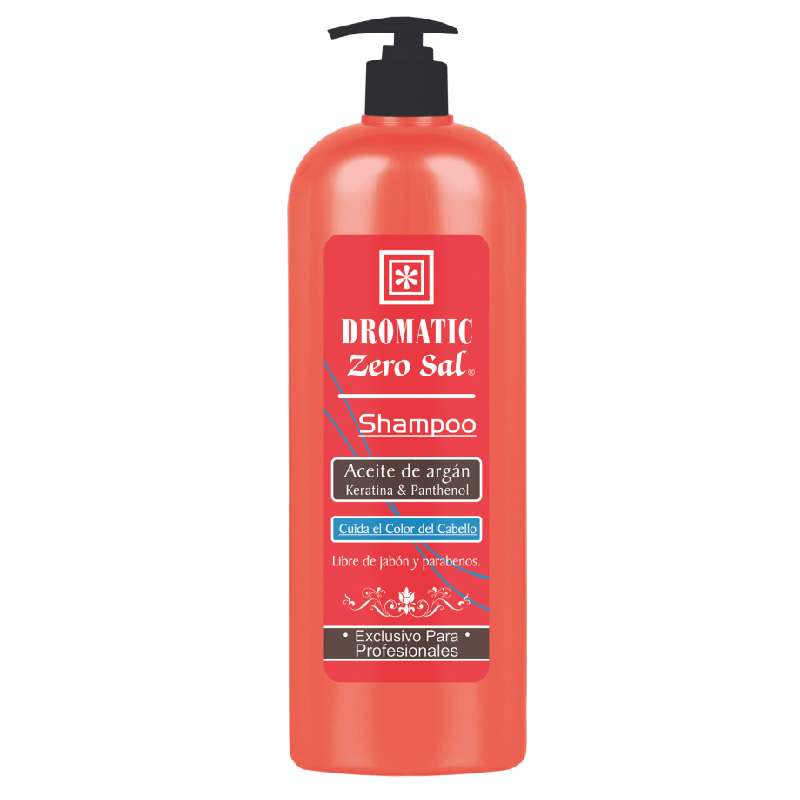 DROMATIC
Zero Sal®
Shampoo
Aceite de argán
Keratina & Panthenol
Cuida el Color del Cabello
Libre de jabón y parabenos.
• Exclusivo Para •
Profesionales